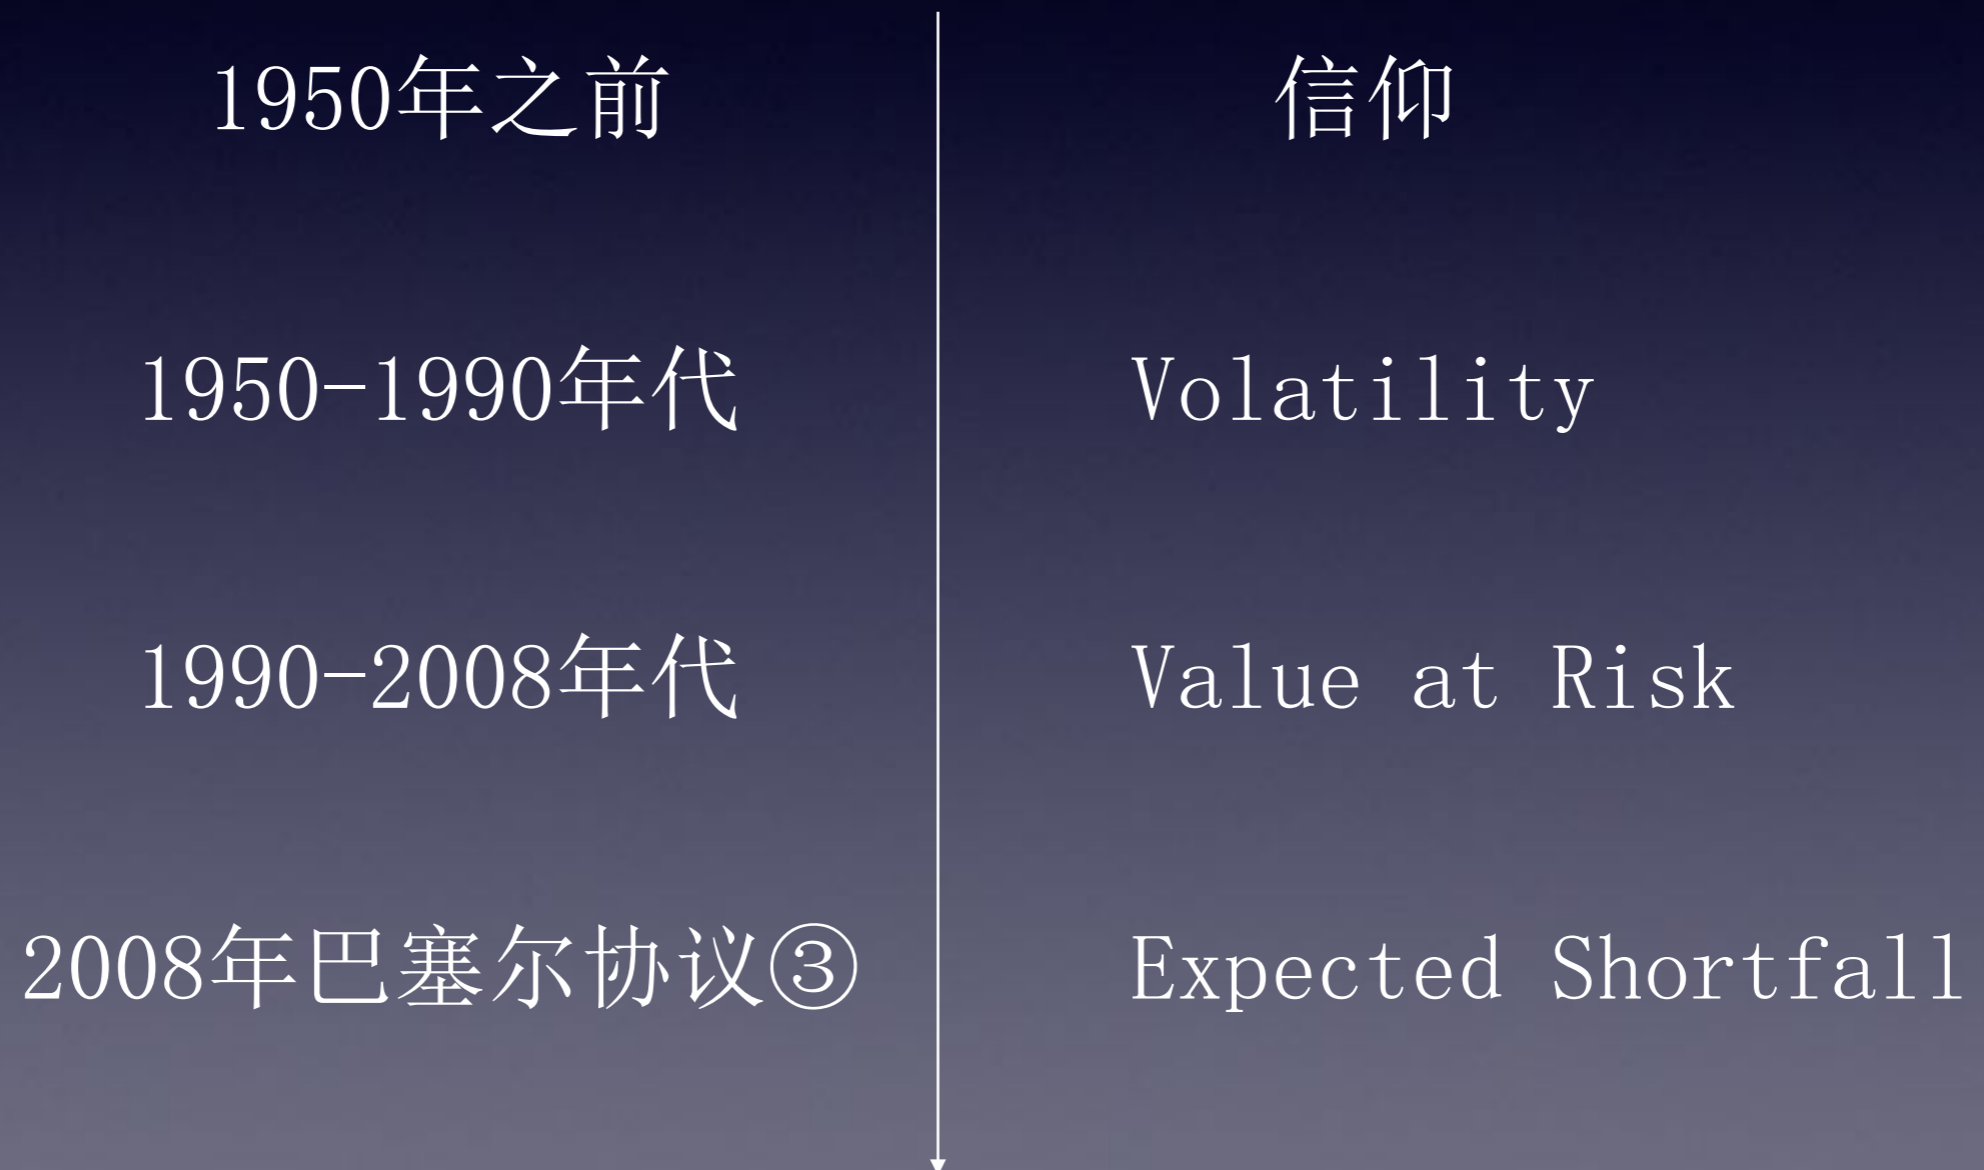 1950年之前 信仰
1950-1990年代 Volatility
1990-2008年代 Value at Risk
2008年巴塞尔协议③ Expected Shortfall